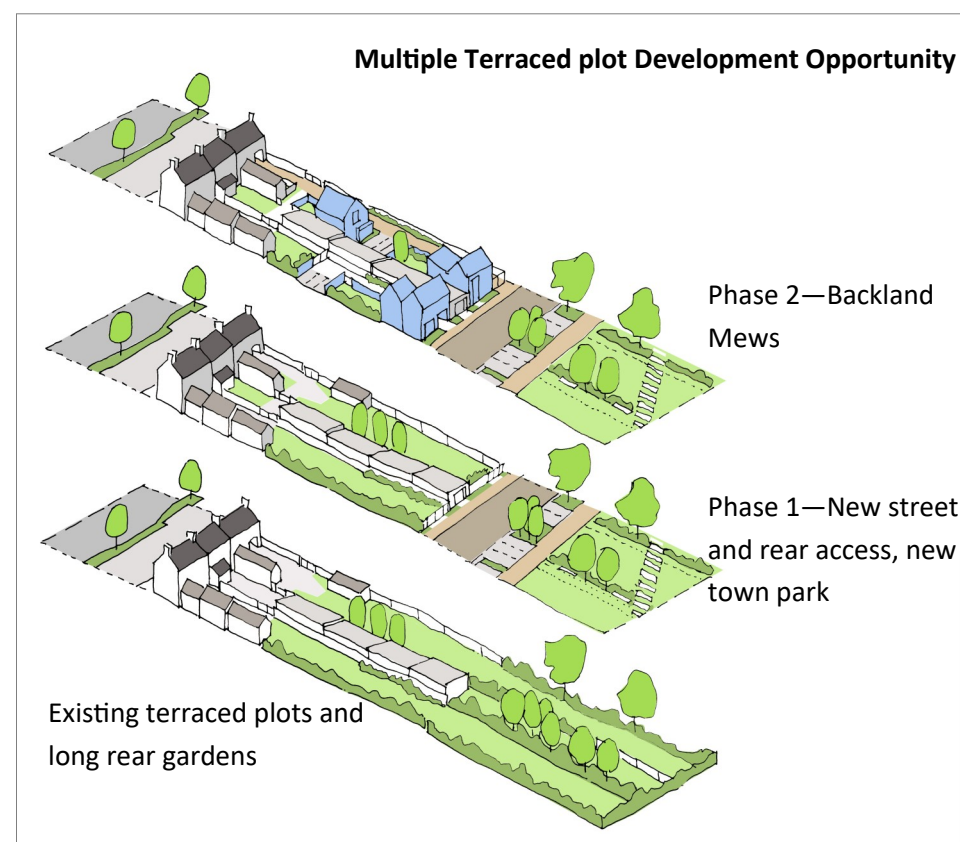 Multiple Terraced plot Development Opportunity
Phase 2—Backland
Mews
Phase 1—New street
and rear access, new
town park
Existing terraced plots and
long rear gardens